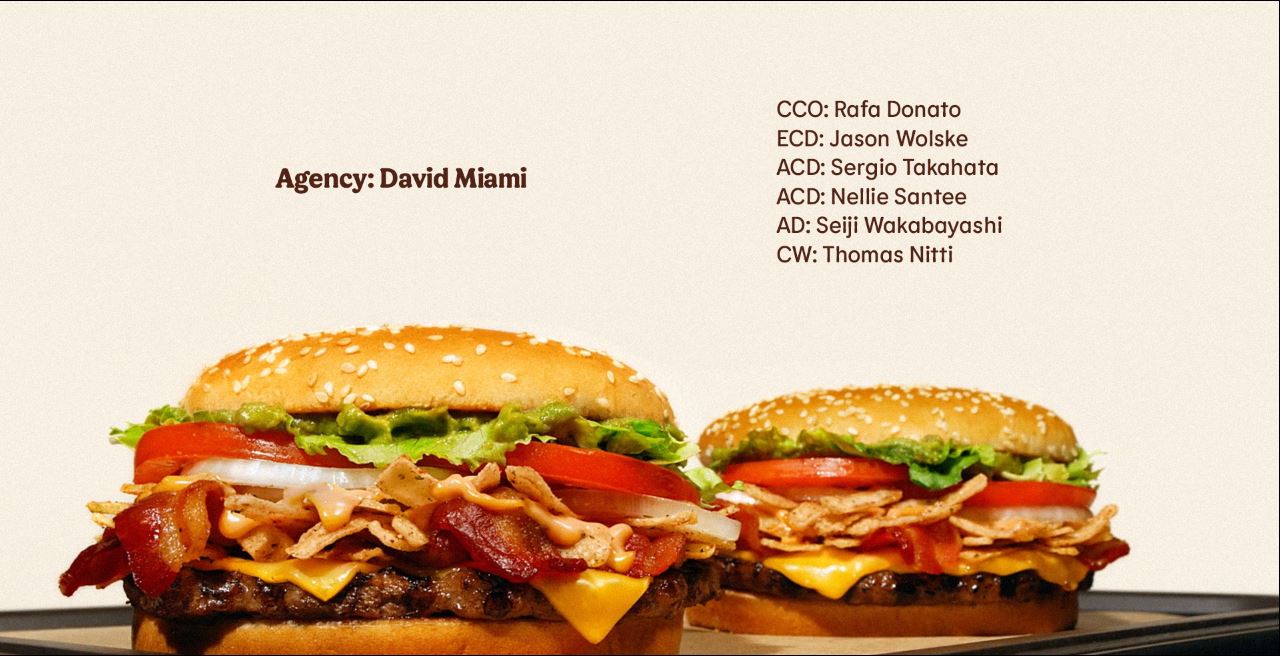 Agency: David Miami
CCO: Rafa Donato
ECD: Jason Wolske
ACD: Sergio Takahata
ACD: Nellie Santee
AD: Seiji Wakabayashi
CW: Thomas Nitti